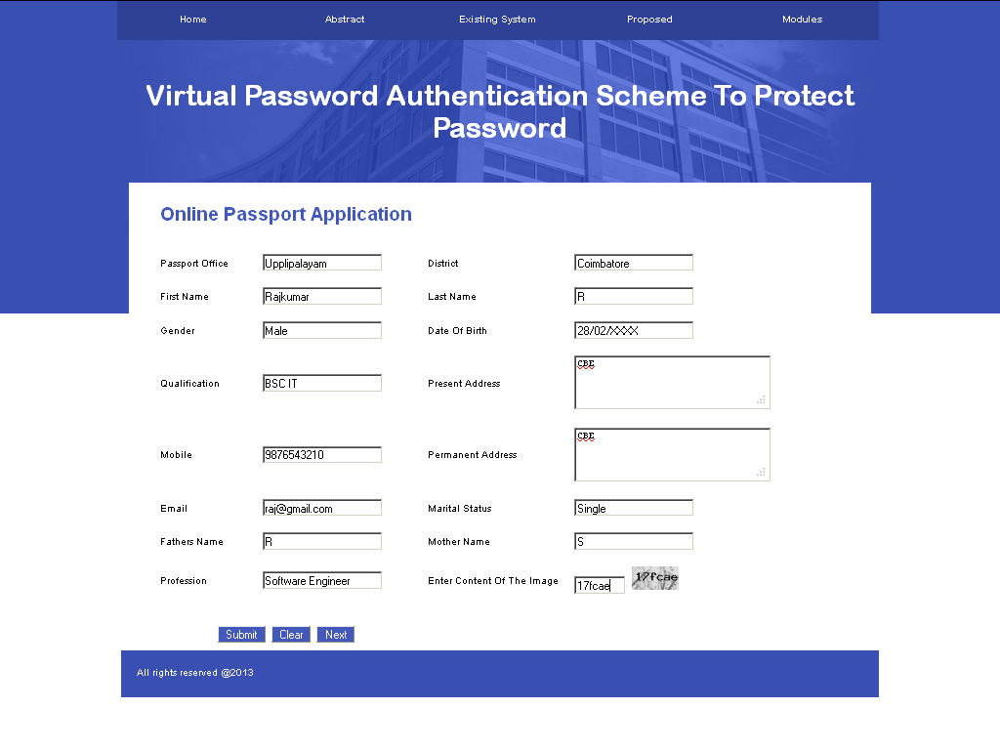 Home Abstract Existing System Proposed Modules
Virtual Password Authentication Scheme To Protect
Password
Online Passport Application
Passport Office Upplipalayam District Coimbatore
First Name Rajkumar Last Name R
Gender Male Date Of Birth 28/02/XXXX
Qualification BSC IT Present Address CBE
Mobile 9876543210 Permanent Address CBE
Email raj@gmail.com Marital Status Single
Fathers Name R Mother Name S
Profession Software Engineer Enter Content Of The Image 17fcae 17fcae
Submit Clear Next
All rights reserved @2013